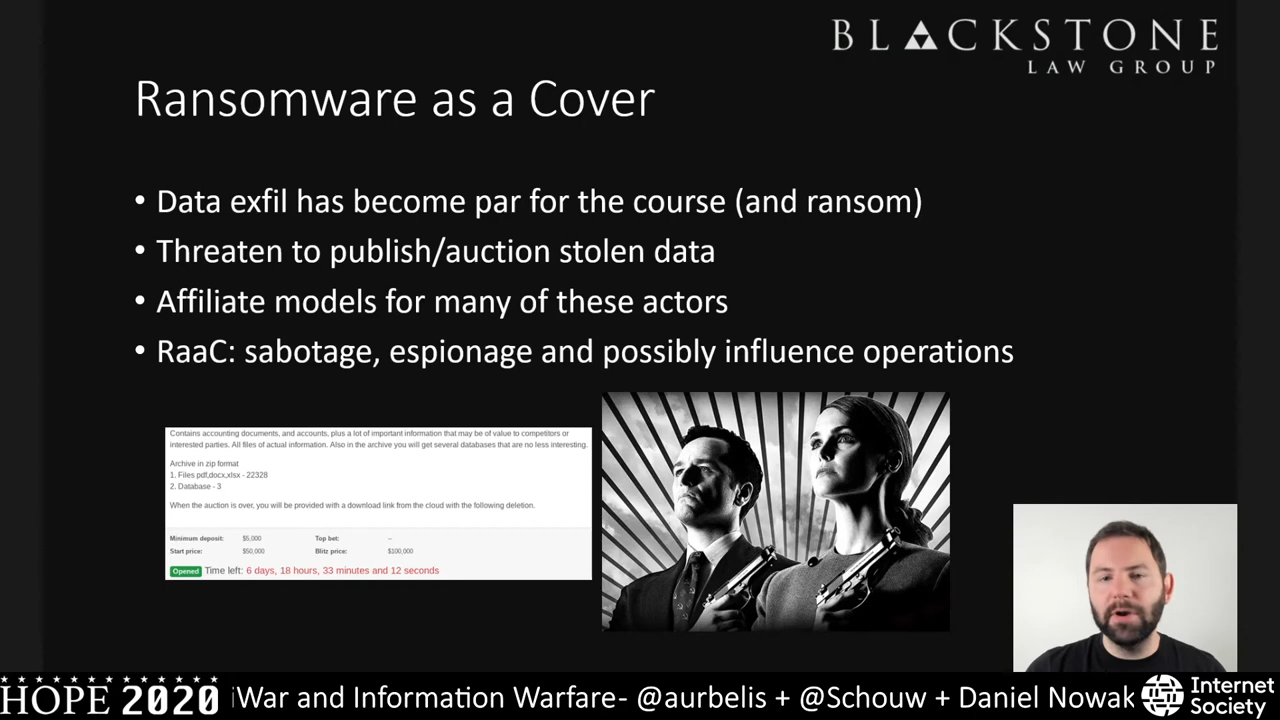 BLACKSTONE
LAW GROUP
Ransomware as a Cover
• Data exfil has become par for the course (and ransom)
• Threaten to publish/auction stolen data
• Affiliate models for many of these actors
• RaaC: sabotage, espionage and possibly influence operations
Contains accounting documents, and accounts, plus a lot of important information that may be of value to competitors or
interested parties. All files of actual information. Also in the archive you will get several databases that are no less interesting.
Archive in zip format
1. Files pdf,docx,xlsx - 22328
2. Database - 3
When the auction is over, you will be provided with a download link from the cloud with the following deletion.
Minimum deposit: $5,000 Top bet: --
Start price: $50,000 Blitz price: $100,000
Opened Time left: 6 days, 18 hours, 33 minutes and 12 seconds
HOPE 2020 iWar and Information Warfare- @aurbelis + @Schouw + Daniel Nowak
Internet
Society